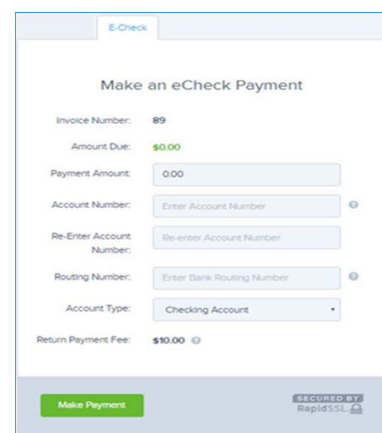 E-Check
Make an eCheck Payment
Invoice Number: 89
Amount Due: $0.00
Payment Amount: 0.00
Account Number: Enter Account Number
Re-Enter Account
Number: Re-enter Account Number
Routing Number: Enter Bank Routing Number
Account Type: Checking Account
Return Payment Fee: $10.00
Make Payment
SECURED BY
RapidSSL